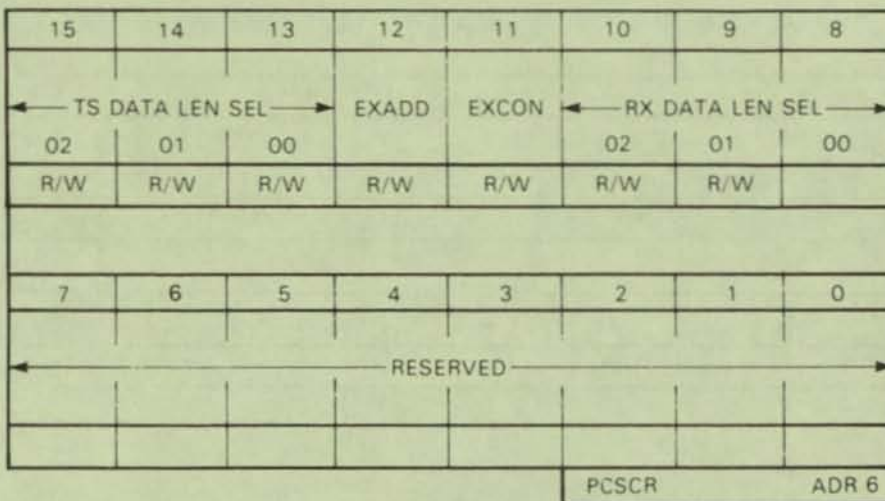 15 14 13 12 11 10 9 8
TS DATA LEN SEL EXADD EXCON RX DATA LEN SEL
02 01 00 02 01 00
R/W R/W R/W R/W R/W R/W R/W
7 6 5 4 3 2 1 0
RESERVED
PCSCR ADR 6